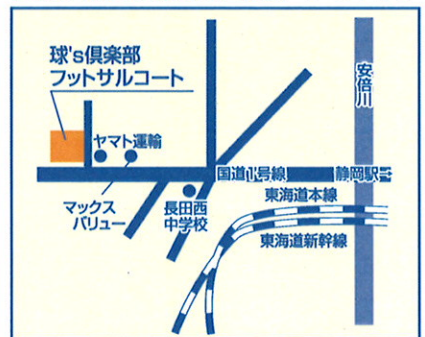 球's倶楽部
フットサルコート
安倍川
ヤマト運輸
国道1号線
静岡駅
マックス
バリュー
長田西
中学校
東海道本線
東海道新幹線